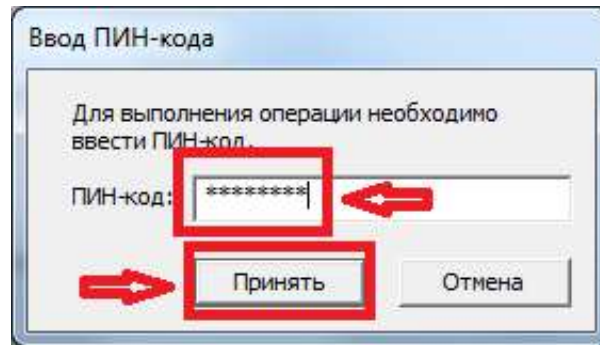 Ввод ПИН-кода
Для выполнения операции необходимо
ввести ПИН-код.
ПИН-код: ********
Принять Отмена